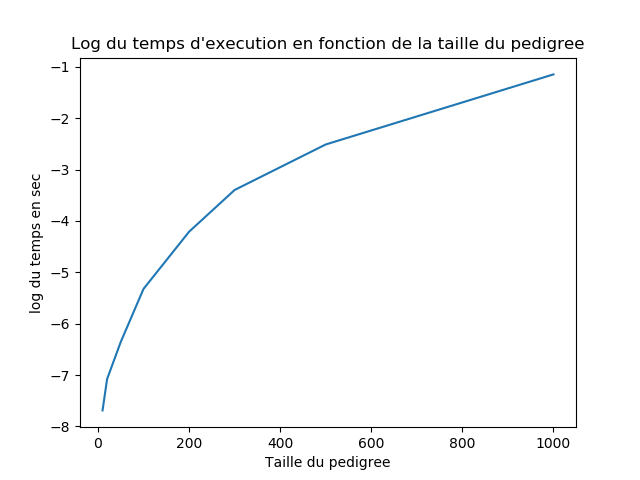 Log du temps d'execution en fonction de la taille du pedigree
−1
−2
−3
−4
−5
−6
−7
−8
log du temps en sec
0 200 400 600 800 1000
Taille du pedigree